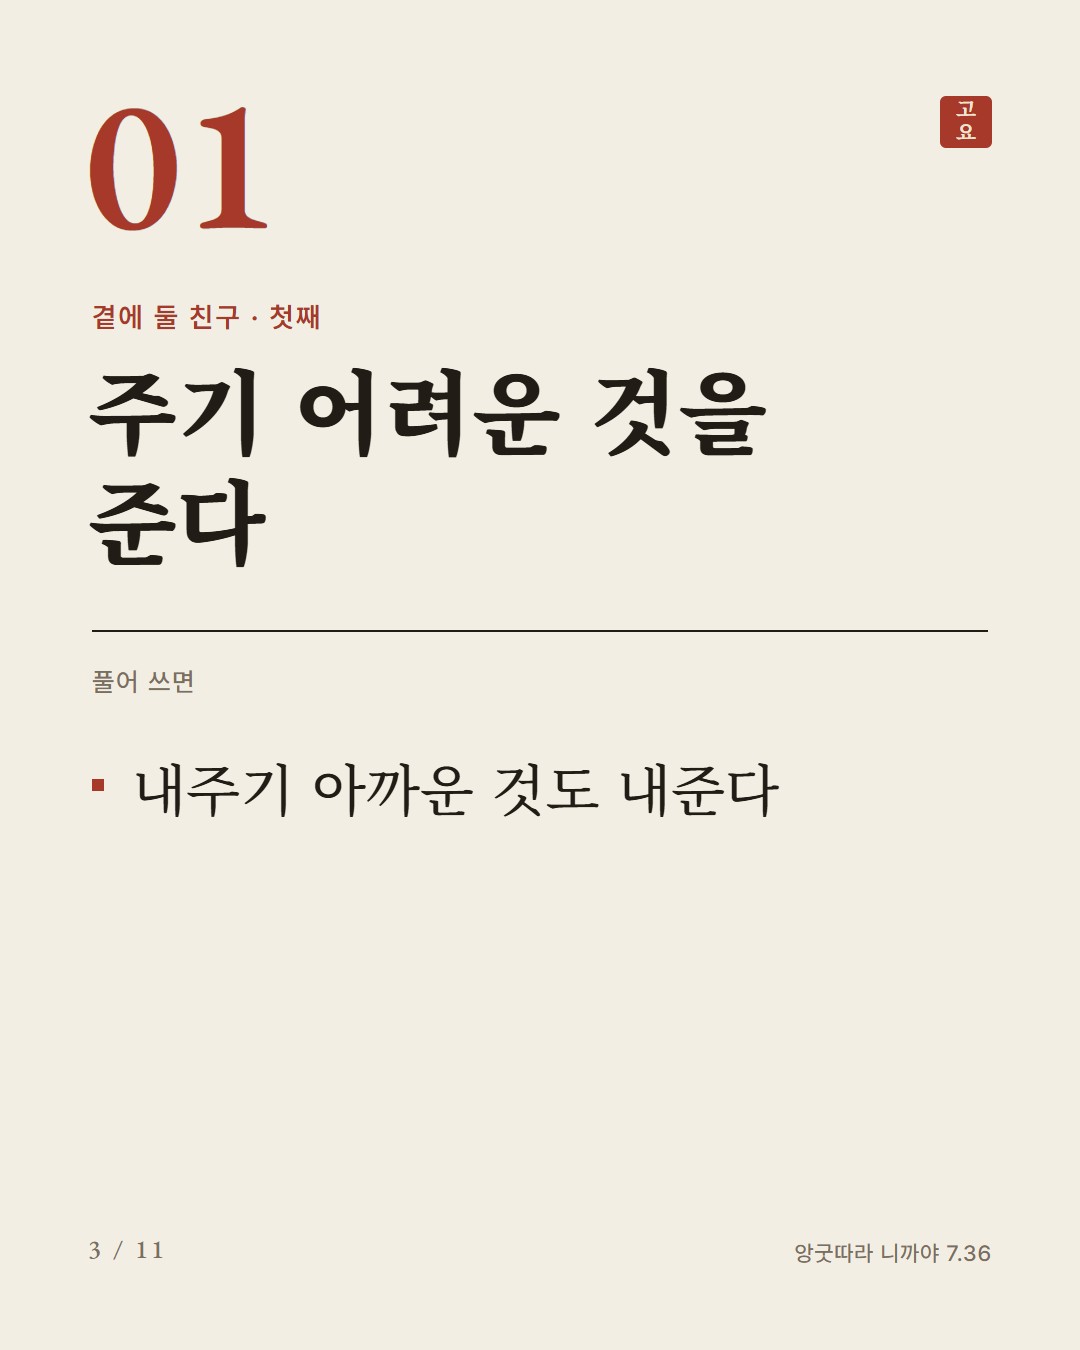 01
고
요
곁에 둘 친구 · 첫째
주기 어려운 것을
준다
풀어 쓰면
내주기 아까운 것도 내준다
3 / 11
앙굿따라 니까야 7.36